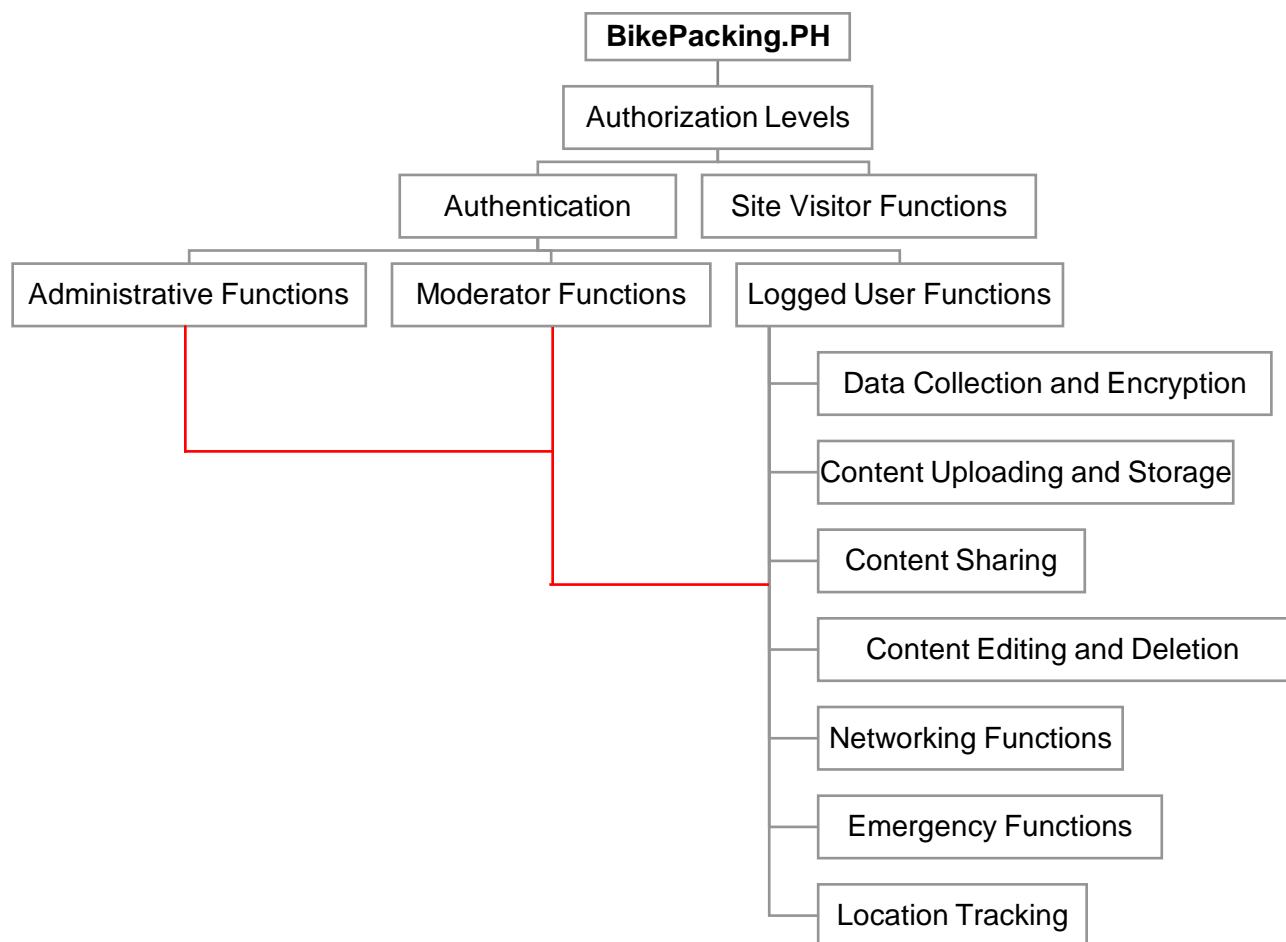 BikePacking.PH
Authorization Levels
Authentication
Site Visitor Functions
Administrative Functions
Moderator Functions
Logged User Functions
Data Collection and Encryption
Content Uploading and Storage
Content Sharing
Content Editing and Deletion
Networking Functions
Emergency Functions
Location Tracking